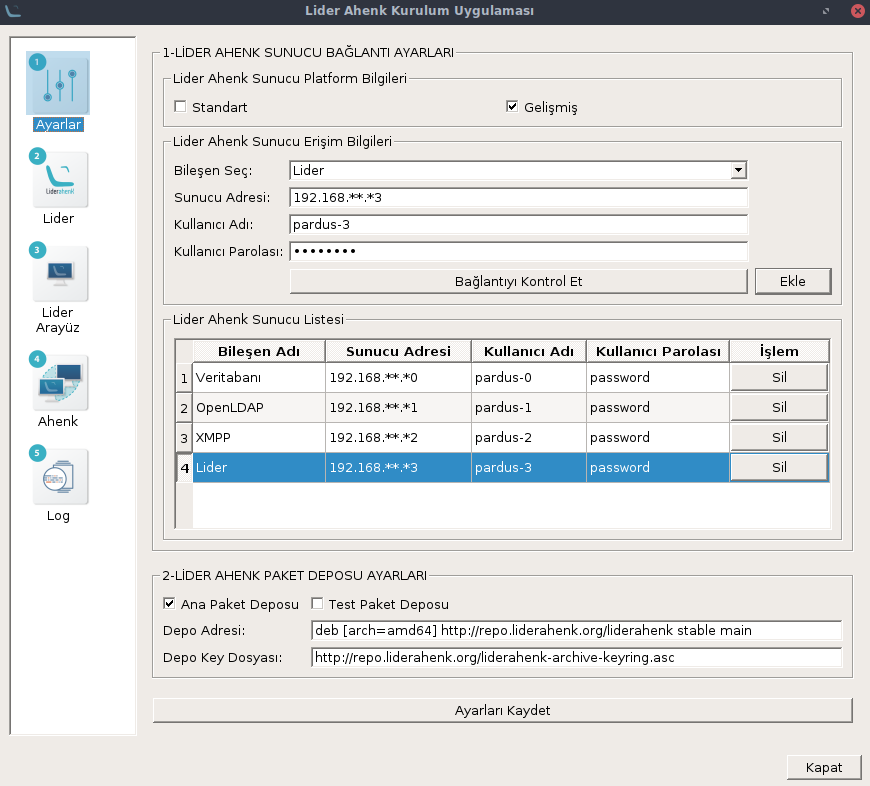 Lider Ahenk Kurulum Uygulaması
1
Ayarlar
2
Liderahenk
Lider
3
Lider
Arayüz
4
Ahenk
5
Log
1-LİDER AHENK SUNUCU BAĞLANTI AYARLARI
Lider Ahenk Sunucu Platform Bilgileri
Standart Gelişmiş
Lider Ahenk Sunucu Erişim Bilgileri
Bileşen Seç: Lider
Sunucu Adresi: 192.168.**.*3
Kullanıcı Adı: pardus-3
Kullanıcı Parolası: ••••••••
Bağlantıyı Kontrol Et Ekle
Lider Ahenk Sunucu Listesi
Bileşen Adı Sunucu Adresi Kullanıcı Adı Kullanıcı Parolası İşlem
1 Veritabanı 192.168.**.*0 pardus-0 password Sil
2 OpenLDAP 192.168.**.*1 pardus-1 password Sil
3 XMPP 192.168.**.*2 pardus-2 password Sil
4 Lider 192.168.**.*3 pardus-3 password Sil
2-LİDER AHENK PAKET DEPOSU AYARLARI
Ana Paket Deposu Test Paket Deposu
Depo Adresi: deb [arch=amd64] http://repo.liderahenk.org/liderahenk stable main
Depo Key Dosyası: http://repo.liderahenk.org/liderahenk-archive-keyring.asc
Ayarları Kaydet
Kapat